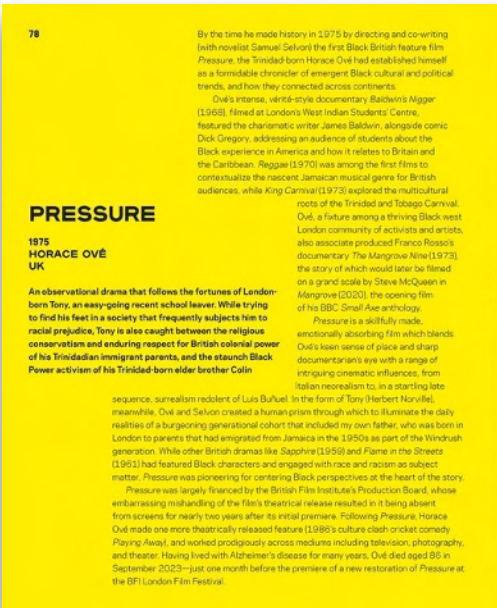 78
By the time he made history in 1975 by directing and co-writing
(with novelist Samuel Selvon) the first Black British feature film
Pressure, the Trinidad-born Horace Ové had established himself
as a formidable chronicler of emergent Black cultural and political
trends, and how they connected across continents.
Ové's intense, vérité-style documentary Baldwin's Nigger
(1968), filmed at London's West Indian Students' Centre,
featured the charismatic writer James Baldwin, alongside comic
Dick Gregory, addressing an audience of students about the
Black experience in America and how it relates to Britain and
the Caribbean. Reggae (1970) was among the first films to
contextualize the nascent Jamaican musical genre for British
audiences, while King Carnival (1973) explored the multicultural
roots of the Trinidad and Tobago Carnival.
Ové, a fixture among a thriving Black west
London community of activists and artists,
also associate produced Franco Rosso's
documentary The Mangrove Nine (1973),
the story of which would later be filmed
on a grand scale by Steve McQueen in
Mangrove (2020), the opening film
of his BBC Small Axe anthology.
Pressure is a skillfully made,
emotionally absorbing film which blends
Ové's keen sense of place and sharp
documentarian's eye with a range of
intriguing cinematic influences, from
Italian neorealism to, in a startling late
PRESSURE
1975
HORACE OVÉ
UK
An observational drama that follows the fortunes of London-
born Tony, an easy-going recent school leaver. While trying
to find his feet in a society that frequently subjects him to
racial prejudice, Tony is also caught between the religious
conservatism and enduring respect for British colonial power
of his Trinidadian immigrant parents, and the staunch Black
Power activism of his Trinidad-born elder brother Colin
sequence, surrealism redolent of Luis Buñuel. In the form of Tony (Herbert Norville),
meanwhile, Ové and Selvon created a human prism through which to illuminate the daily
realities of a burgeoning generational cohort that included my own father, who was born in
London to parents that had emigrated from Jamaica in the 1950s as part of the Windrush
generation. While other British dramas like Sapphire (1959) and Flame in the Streets
(1961) had featured Black characters and engaged with race and racism as subject
matter, Pressure was pioneering for centering Black perspectives at the heart of the story.
Pressure was largely financed by the British Film Institute's Production Board, whose
embarrassing mishandling of the film's theatrical release resulted in it being absent
from screens for nearly two years after its initial premiere. Following Pressure, Horace
Ové made one more theatrically released feature (1986's culture clash cricket comedy
Playing Away), and worked prodigiously across mediums including television, photography,
and theater. Having lived with Alzheimer's disease for many years, Ové died aged 86 in
September 2023—just one month before the premiere of a new restoration of Pressure at
the BFI London Film Festival.